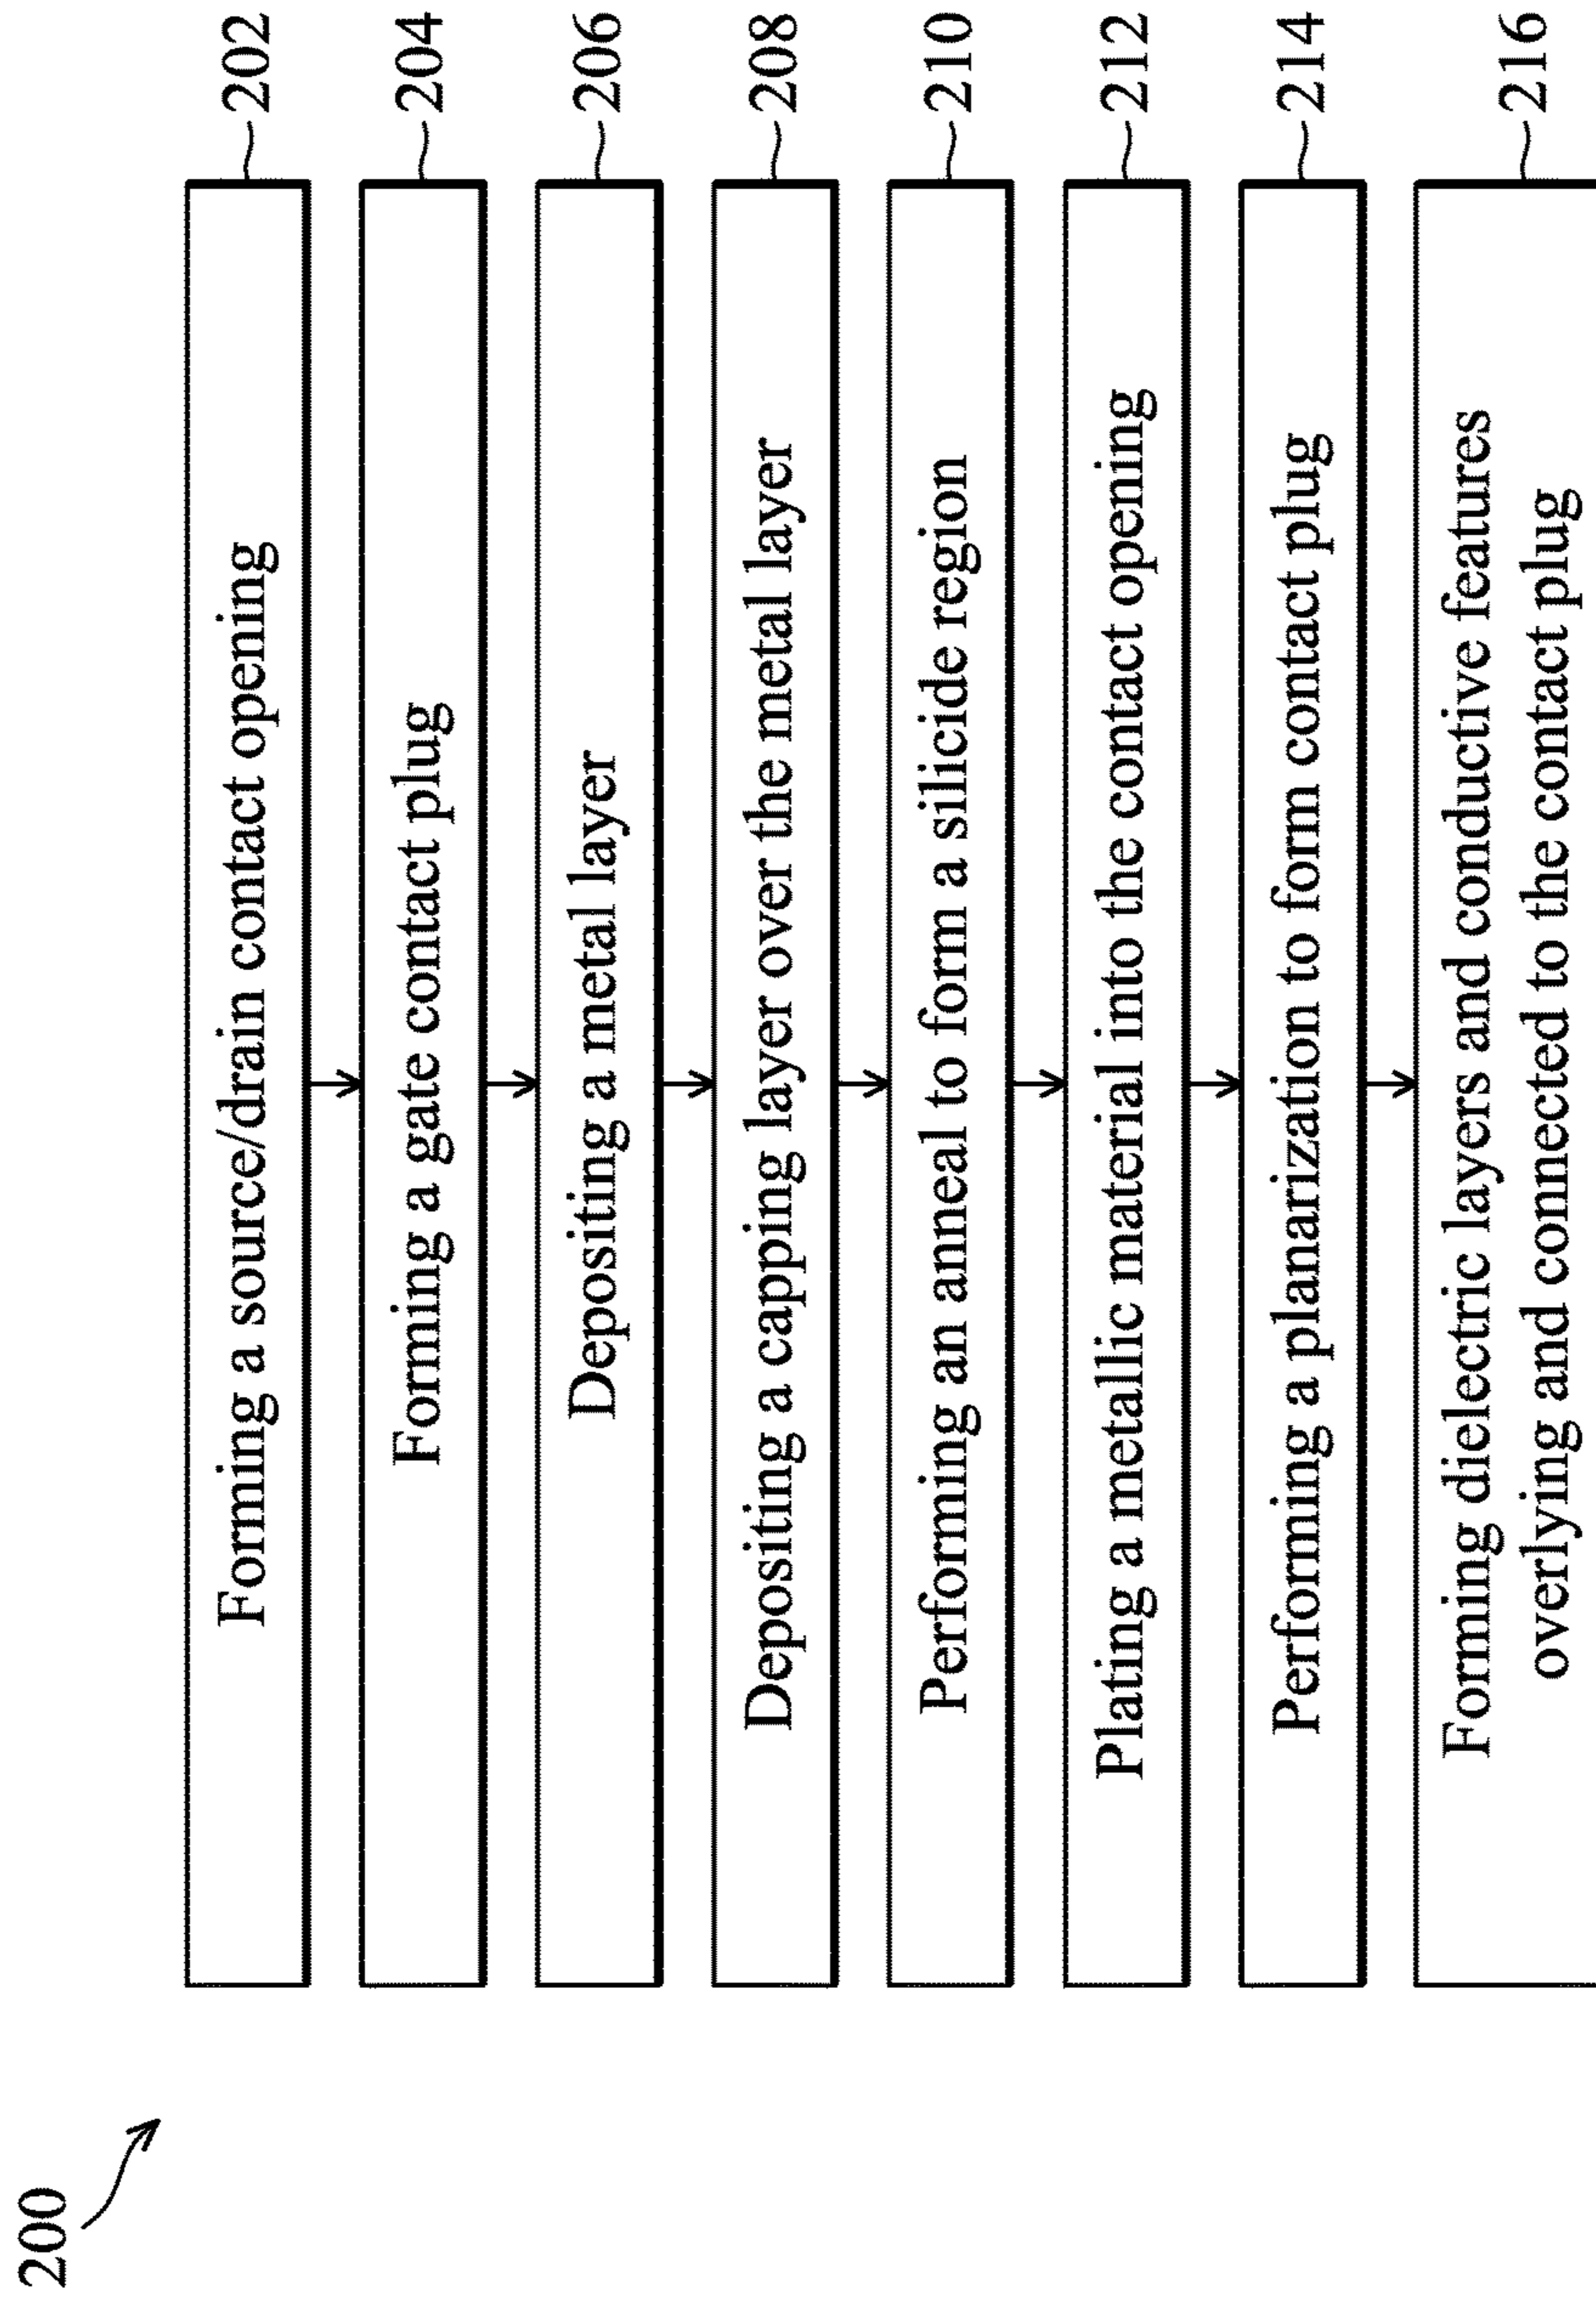 200
Forming a source/drain contact opening 202
Forming a gate contact plug 204
Depositing a metal layer 206
Depositing a capping layer over the metal layer 208
Performing an anneal to form a silicide region 210
Plating a metallic material into the contact opening 212
Performing a planarization to form contact plug 214
Forming dielectric layers and conductive features 216
overlying and connected to the contact plug